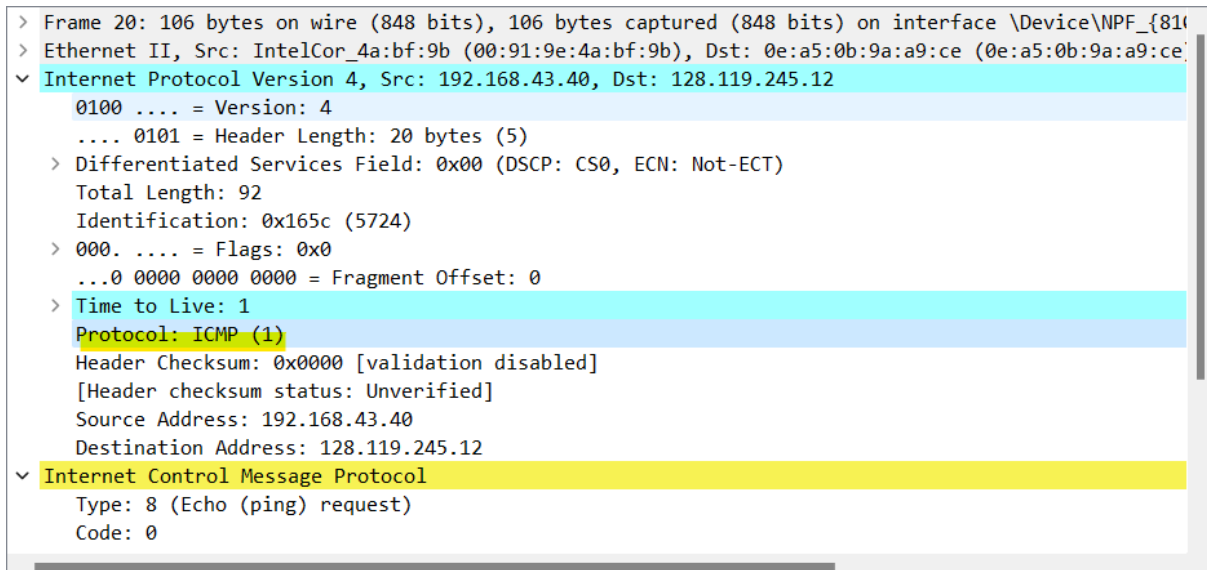 > Frame 20: 106 bytes on wire (848 bits), 106 bytes captured (848 bits) on interface \Device\NPF_{810
> Ethernet II, Src: IntelCor_4a:bf:9b (00:91:9e:4a:bf:9b), Dst: 0e:a5:0b:9a:a9:ce (0e:a5:0b:9a:a9:ce)
Internet Protocol Version 4, Src: 192.168.43.40, Dst: 128.119.245.12
0100 .... = Version: 4
.... 0101 = Header Length: 20 bytes (5)
> Differentiated Services Field: 0x00 (DSCP: CS0, ECN: Not-ECT)
Total Length: 92
Identification: 0x165c (5724)
> 000. .... = Flags: 0x0
...0 0000 0000 0000 = Fragment Offset: 0
> Time to Live: 1
Protocol: ICMP (1)
Header Checksum: 0x0000 [validation disabled]
[Header checksum status: Unverified]
Source Address: 192.168.43.40
Destination Address: 128.119.245.12
Internet Control Message Protocol
Type: 8 (Echo (ping) request)
Code: 0